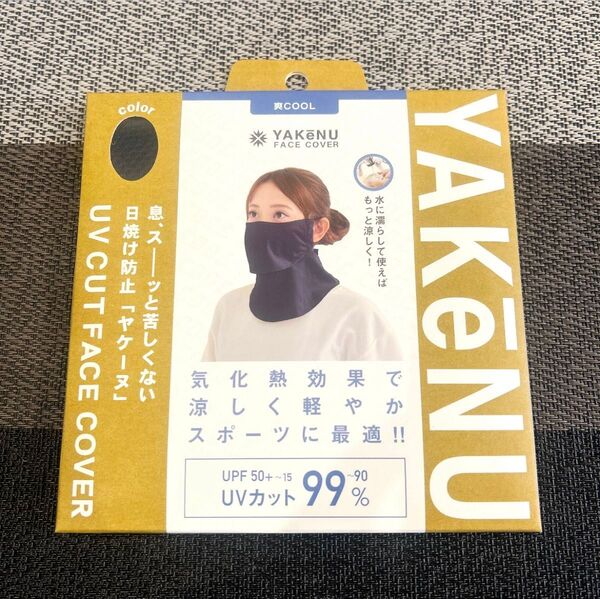 color
息、スーッと苦しくない
日焼け防止「ヤケーヌ」
UV CUT FACE COVER
爽COOL
YAKēNU
FACE COVER
水に濡らして使えば
もっと涼しく!
気化熱効果で
涼しく軽やか
スポーツに最適!!
UPF 50+~15
UVカット 99~90%
YAKēNU